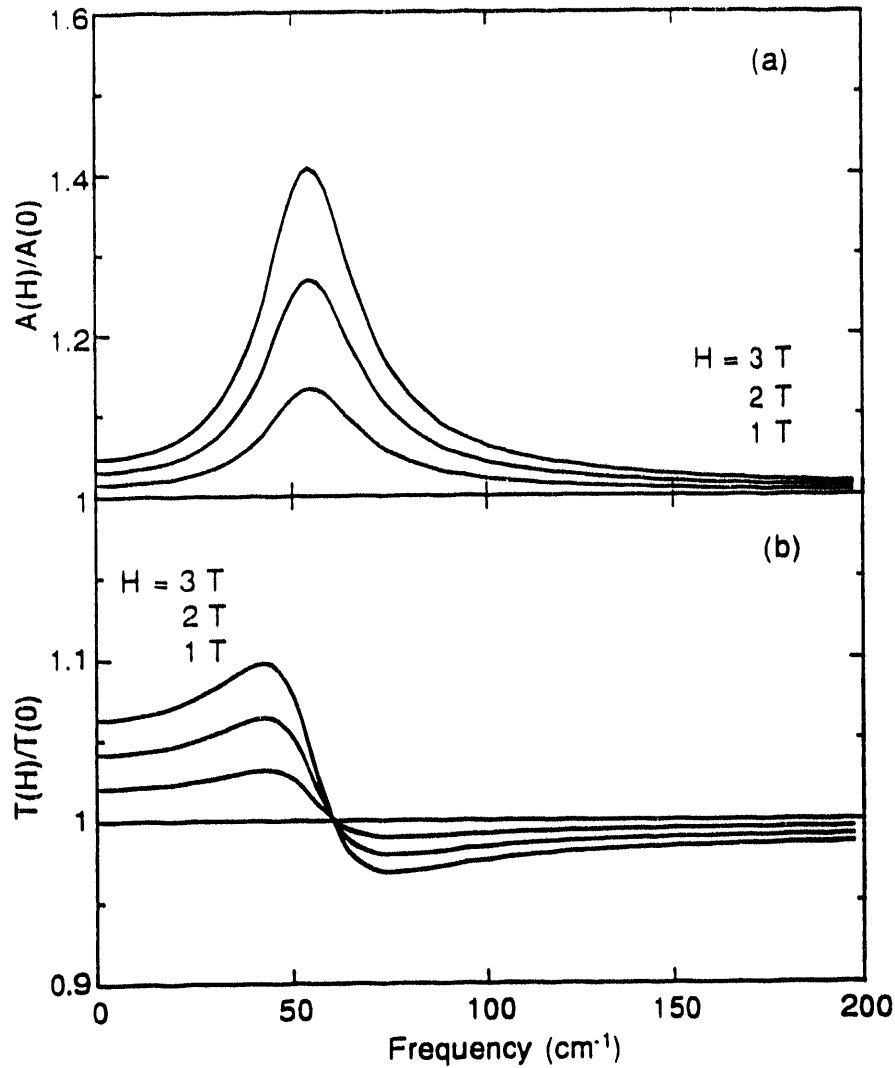 1.6
(a)
1.4
A(H)/A(0)
1.2
H = 3 T
2 T
1 T
1
(b)
H = 3 T
2 T
1 T
1.1
T(H)/T(0)
1
0.9
0 50 100 150 200
Frequency (cm⁻¹)